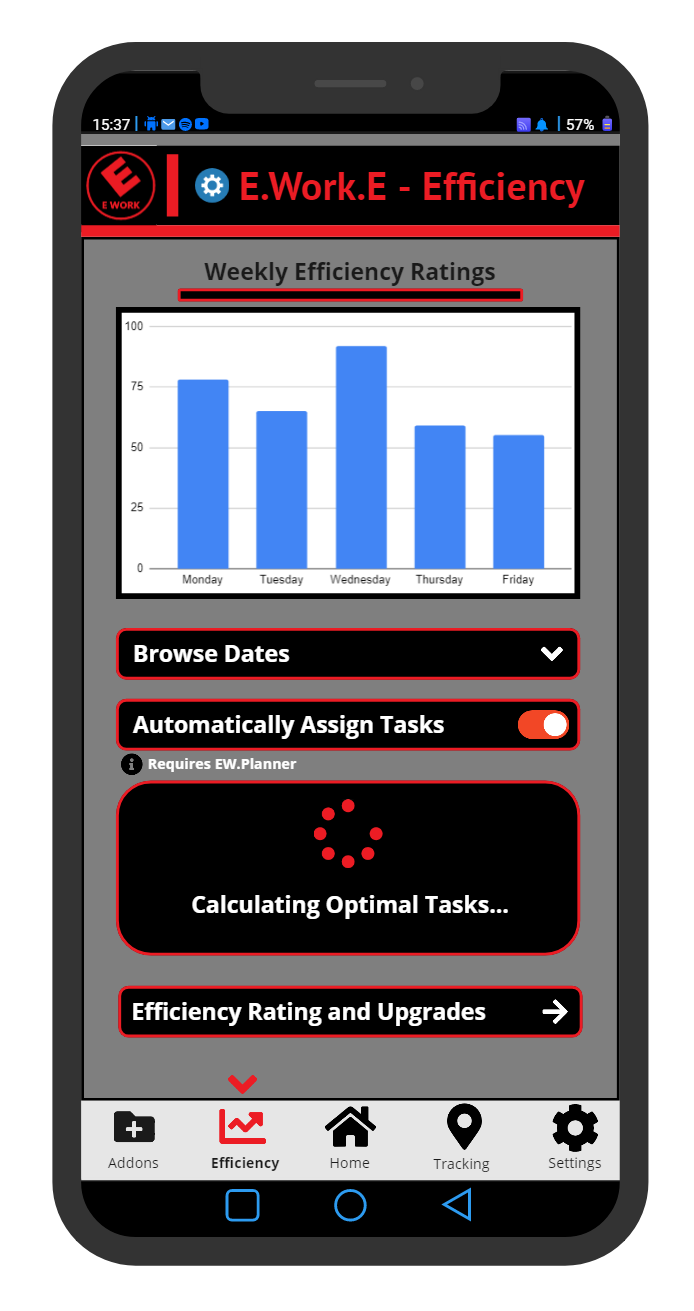 15:37
57%
E WORK
E.Work.E - Efficiency
Weekly Efficiency Ratings
100
75
50
25
0
Monday Tuesday Wednesday Thursday Friday
Browse Dates
Automatically Assign Tasks
i Requires EW.Planner
Calculating Optimal Tasks...
Efficiency Rating and Upgrades
Addons Efficiency Home Tracking Settings